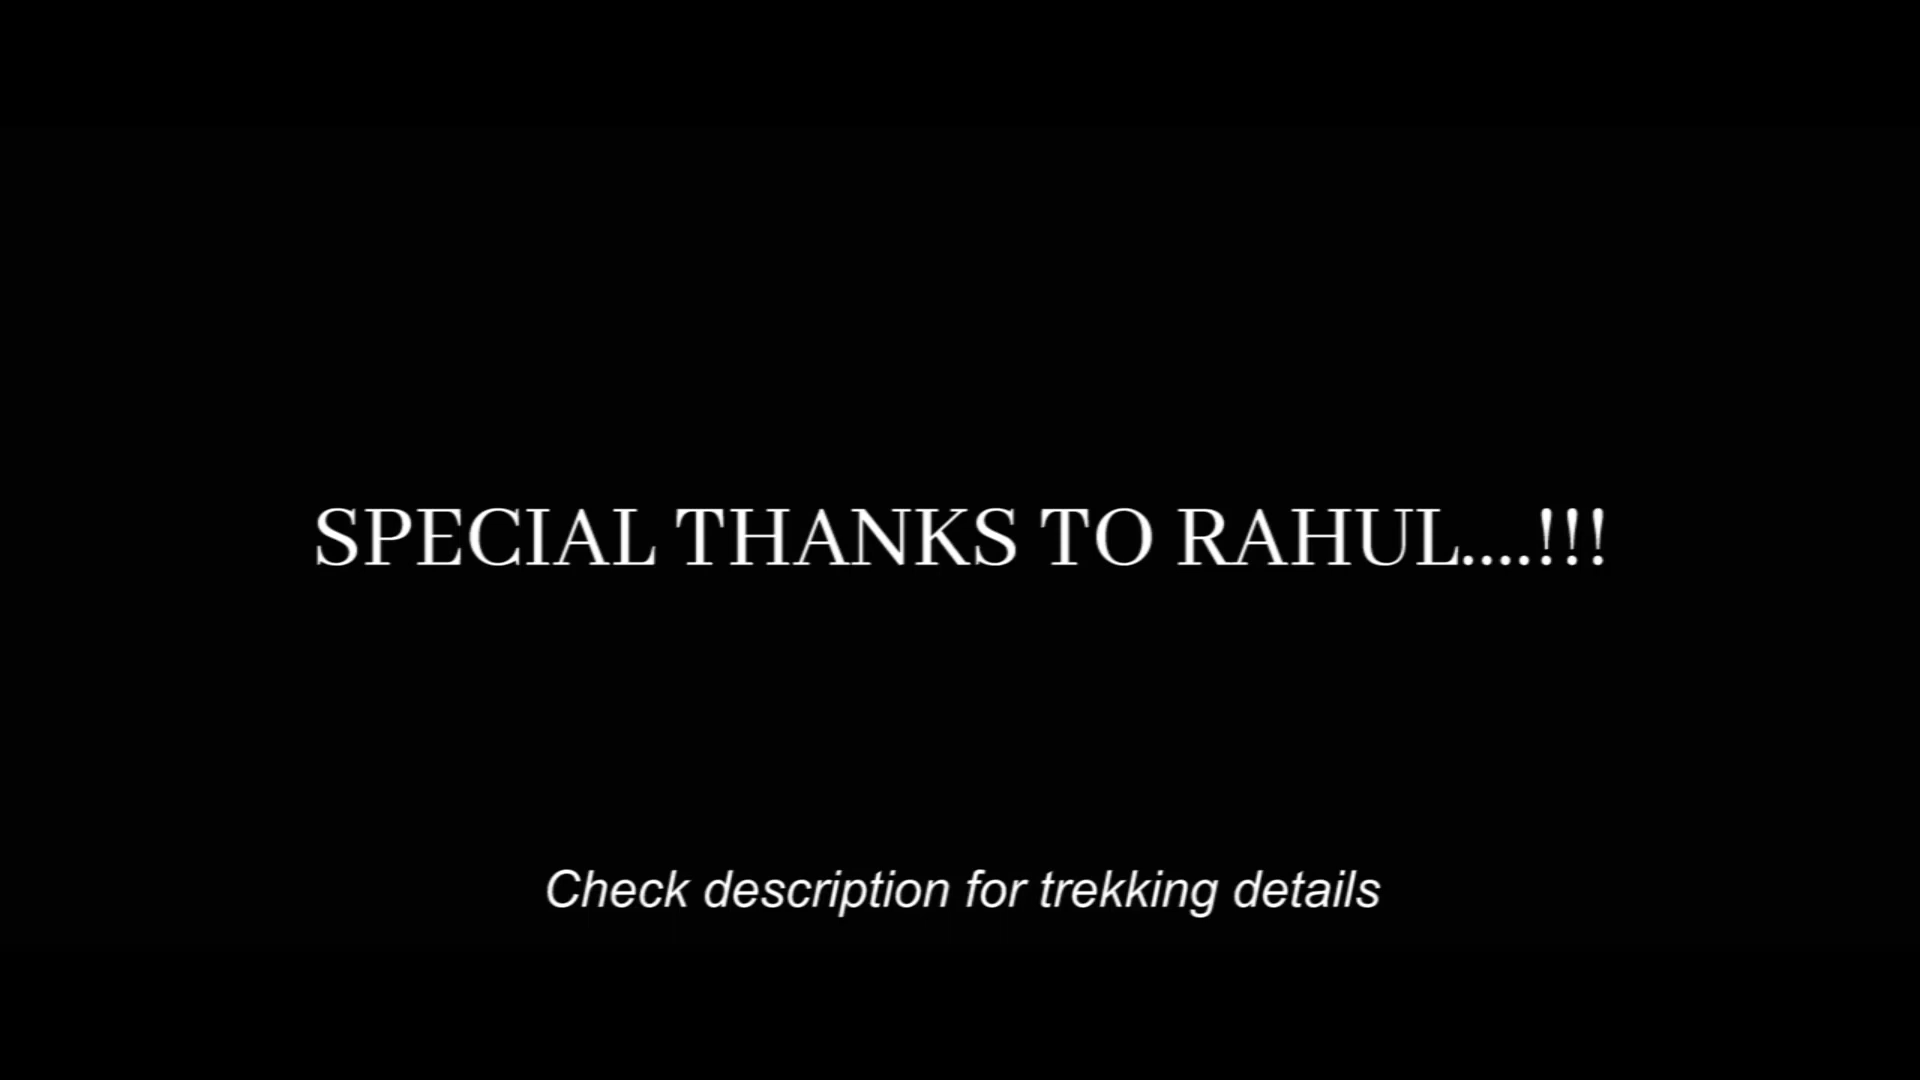 SPECIAL THANKS TO RAHUL....!!!
Check description for trekking details